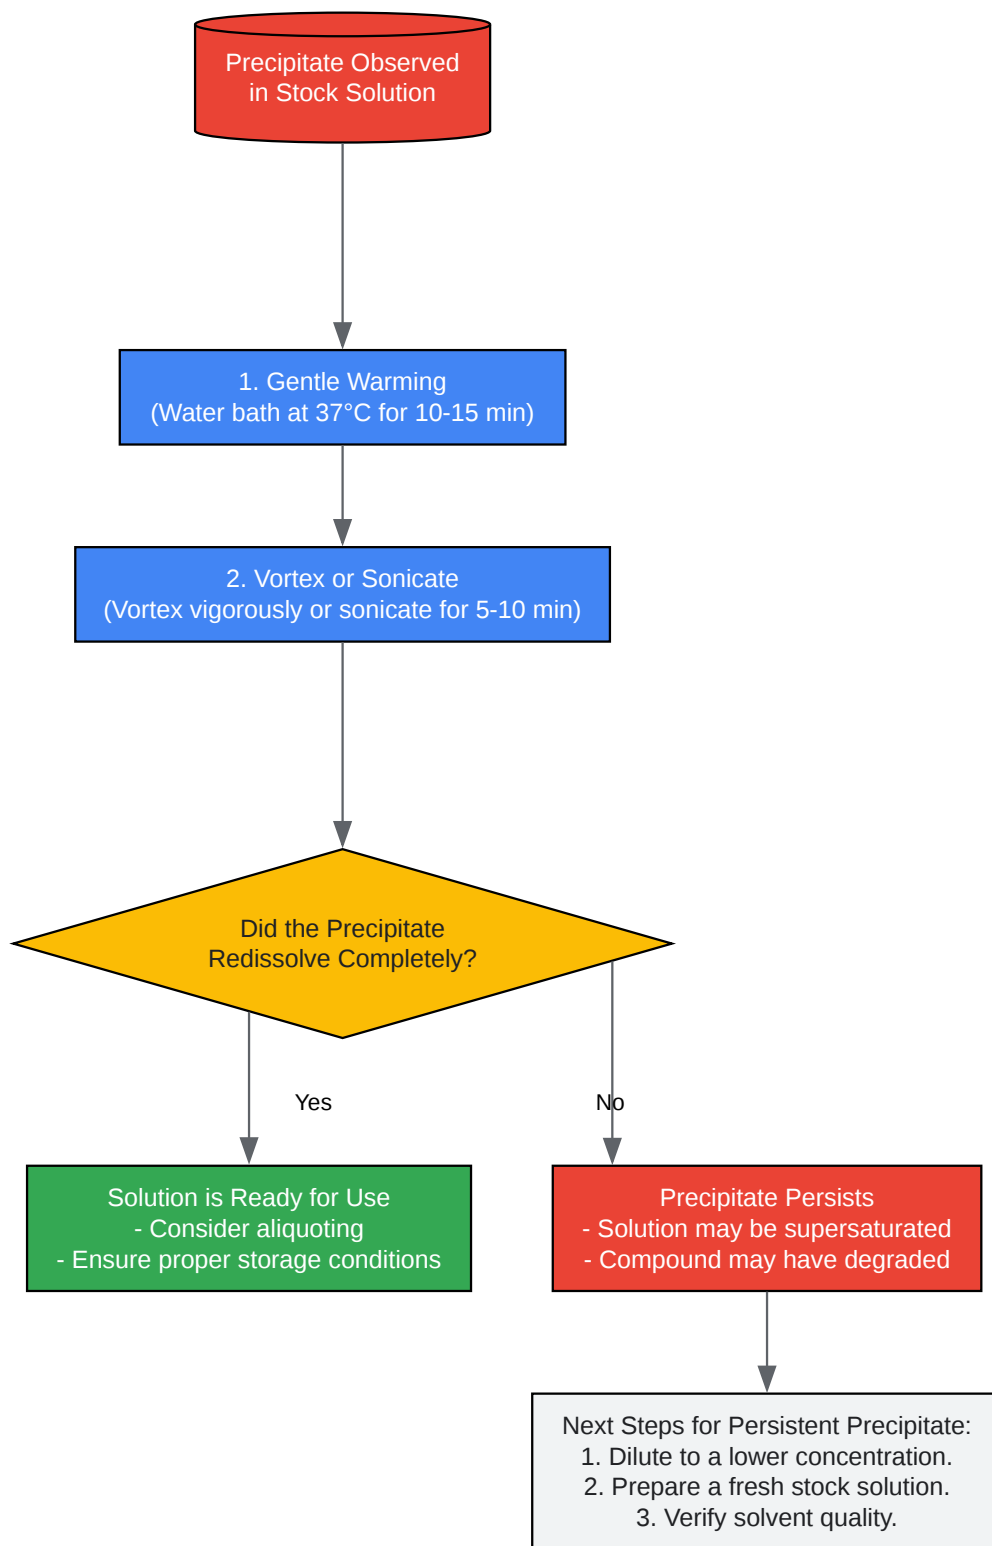 Precipitate Observed
in Stock Solution
1. Gentle Warming
(Water bath at 37°C for 10-15 min)
2. Vortex or Sonicate
(Vortex vigorously or sonicate for 5-10 min)
Did the Precipitate
Redissolve Completely?
Yes
No
Solution is Ready for Use
- Consider aliquoting
- Ensure proper storage conditions
Precipitate Persists
- Solution may be supersaturated
- Compound may have degraded
Next Steps for Persistent Precipitate:
1. Dilute to a lower concentration.
2. Prepare a fresh stock solution.
3. Verify solvent quality.